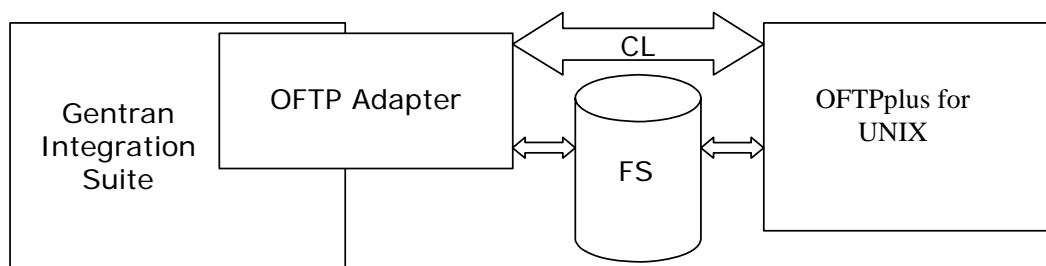 Gentran
Integration
Suite
OFTP Adapter
CL
FS
OFTPplus for
UNIX